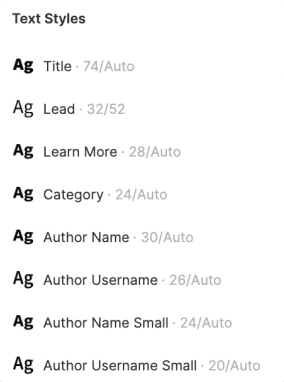 Text Styles
Ag Title · 74/Auto
Ag Lead · 32/52
Ag Learn More · 28/Auto
Ag Category · 24/Auto
Ag Author Name · 30/Auto
Ag Author Username · 26/Auto
Ag Author Name Small · 24/Auto
Ag Author Username Small · 20/Auto